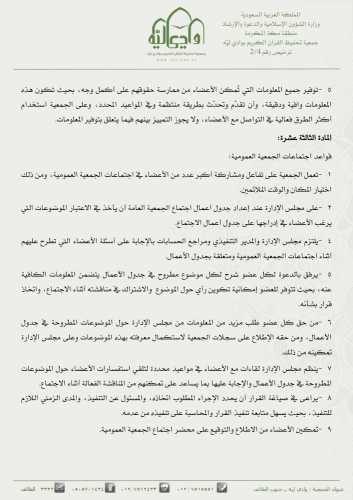 المملكة العربية السعودية
وزارة الشؤون الإسلامية والدعوة والإرشاد
منطقة مكة المكرمة
جمعية تحفيظ القرآن الكريم بوادي ليّه
ترخيص رقم 2/4
وادي ليّه
٥ -توفير جميع المعلومات التي تُمكن الأعضاء من ممارسة حقوقهم على أكمل وجه، بحيث تكون هذه
المعلومات وافية ودقيقة، وأن تقدَّم وتحدَّث بطريقة منتظمة وفي المواعيد المحددة، وعلى الجمعية استخدام
أكثر الطرق فعالية في التواصل مع الأعضاء، ولا يجوز التمييز بينهم فيما يتعلق بتوفير المعلومات.
المادة الثالثة عشرة:
قواعد اجتماعات الجمعية العمومية:
١ -تعمل الجمعية على تفاعل ومشاركة أكبر عدد من الأعضاء في اجتماعات الجمعية العمومية، ومن ذلك
اختيار المكان والوقت الملائمين.
٢ -على مجلس الإدارة عند إعداد جدول أعمال اجتماع الجمعية العامة أن يأخذ في الاعتبار الموضوعات التي
يرغب الأعضاء في إدراجها على جدول أعمال الاجتماع.
٤ -يلتزم مجلس الإدارة والمدير التنفيذي ومراجع الحسابات بالإجابة على أسئلة الأعضاء التي تطرح عليهم
أثناء اجتماعات الجمعية العمومية ومتعلقة بجدول الأعمال.
٥ -يرفق بالدعوة لكل عضو شرح لكل موضوع مطروح في جدول الأعمال يتضمن المعلومات الكافية
عنه، بحيث تتوفر للعضو إمكانية تكوين رأي حول الموضوع والاشتراك في مناقشته أثناء الاجتماع، واتخاذ
قرار بشأنه.
٦ -من حق كل عضو طلب مزيد من المعلومات من مجلس الإدارة حول الموضوعات المطروحة في جدول
الأعمال، ومن حقه الإطلاع على سجلات الجمعية لاستكمال معرفته بهذه الموضوعات وعلى مجلس الإدارة
تمكينه من ذلك.
٧ -ينظم مجلس الإدارة لقاءات مع الأعضاء في مواعيد محددة لتلقي استفسارات الأعضاء حول الموضوعات
المطروحة في جدول الأعمال والإجابة عليها بما يساعد على تمكينهم من المناقشة الفعالة أثناء الاجتماع.
٨ -يراعى في صياغة القرار أن يحدد الإجراء المطلوب اتخاذه، والمسئول عن التنفيذ، والمدى الزمني اللازم
للتنفيذ، بحيث يسهل متابعة تنفيذ القرار والمحاسبة على تنفيذه من عدمه.
٩ -تمكين الأعضاء من الاطلاع والتوقيع على محضر اجتماع الجمعية العمومية.